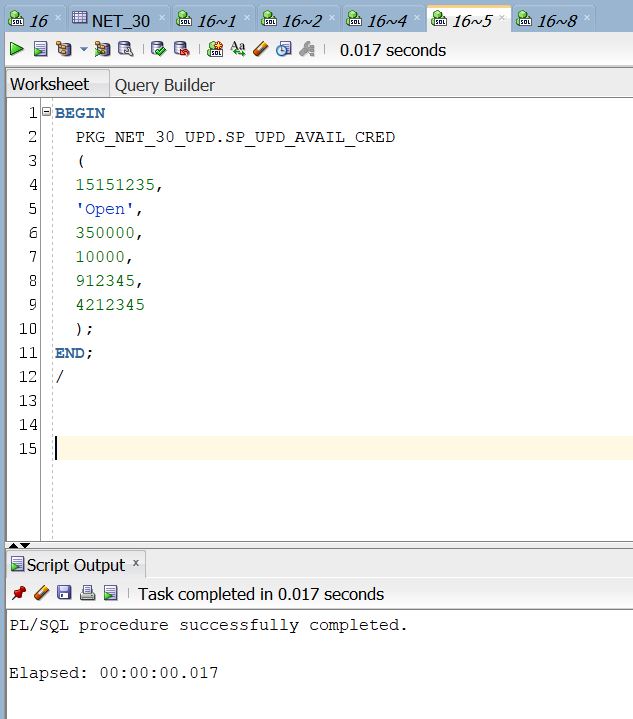 16 NET_30 16~1 16~2 16~4 16~5 16~8
0.017 seconds
Worksheet Query Builder
1 BEGIN
2 PKG_NET_30_UPD.SP_UPD_AVAIL_CRED
3 (
4 15151235,
5 'Open',
6 350000,
7 10000,
8 912345,
9 4212345
10 );
11 END;
12 /
13
14
15
Script Output
Task completed in 0.017 seconds
PL/SQL procedure successfully completed.
Elapsed: 00:00:00.017